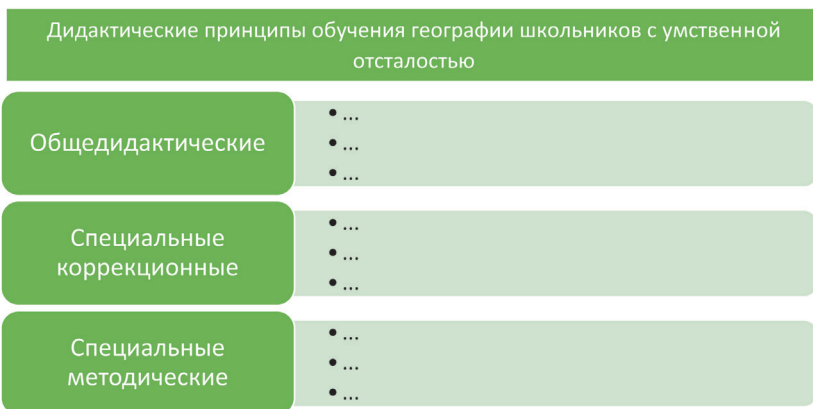 Дидактические принципы обучения географии школьников с умственной
отсталостью
Общедидактические
• ...
• ...
• ...
Специальные
коррекционные
• ...
• ...
• ...
Специальные
методические
• ...
• ...
• ...